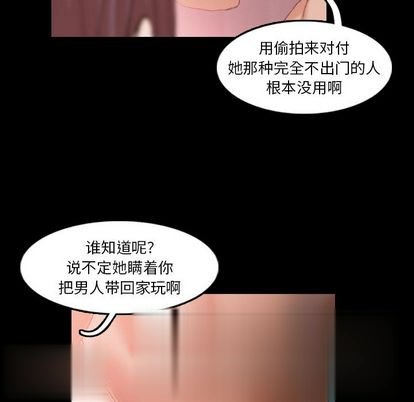 用偷拍来对付
她那种完全不出门的人
根本没用啊
谁知道呢?
说不定她瞒着你
把男人带回家玩啊